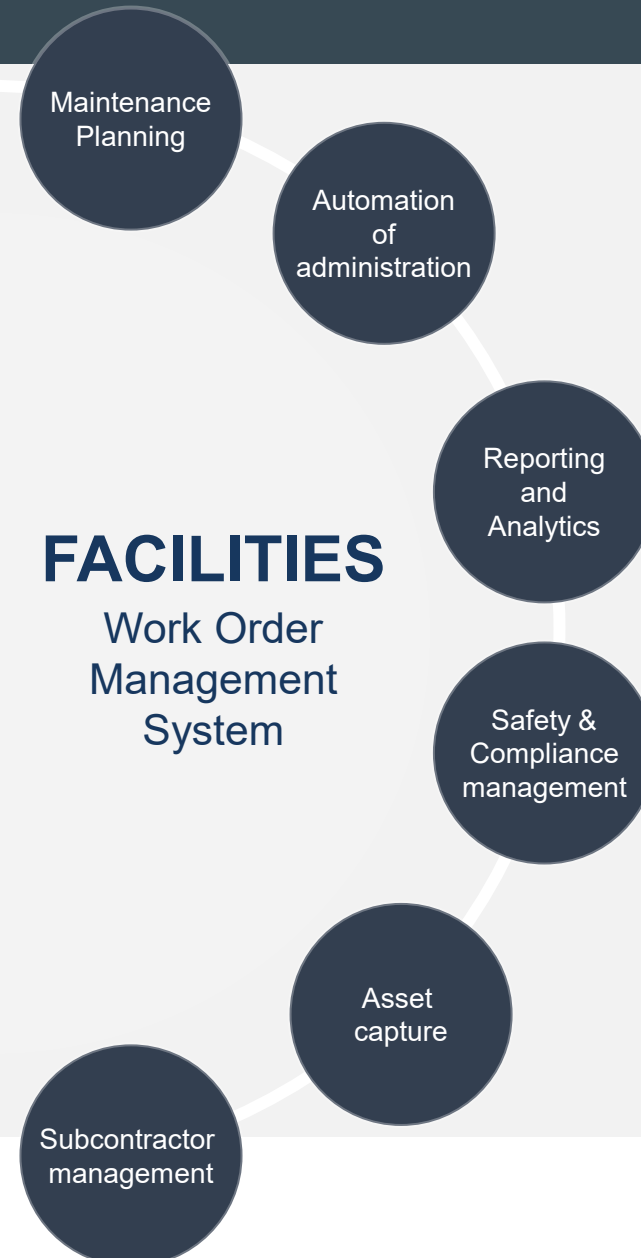 Maintenance
Planning
Automation
of
administration
Reporting
and
Analytics
FACILITIES
Work Order
Management
System
Safety &
Compliance
management
Asset
capture
Subcontractor
management